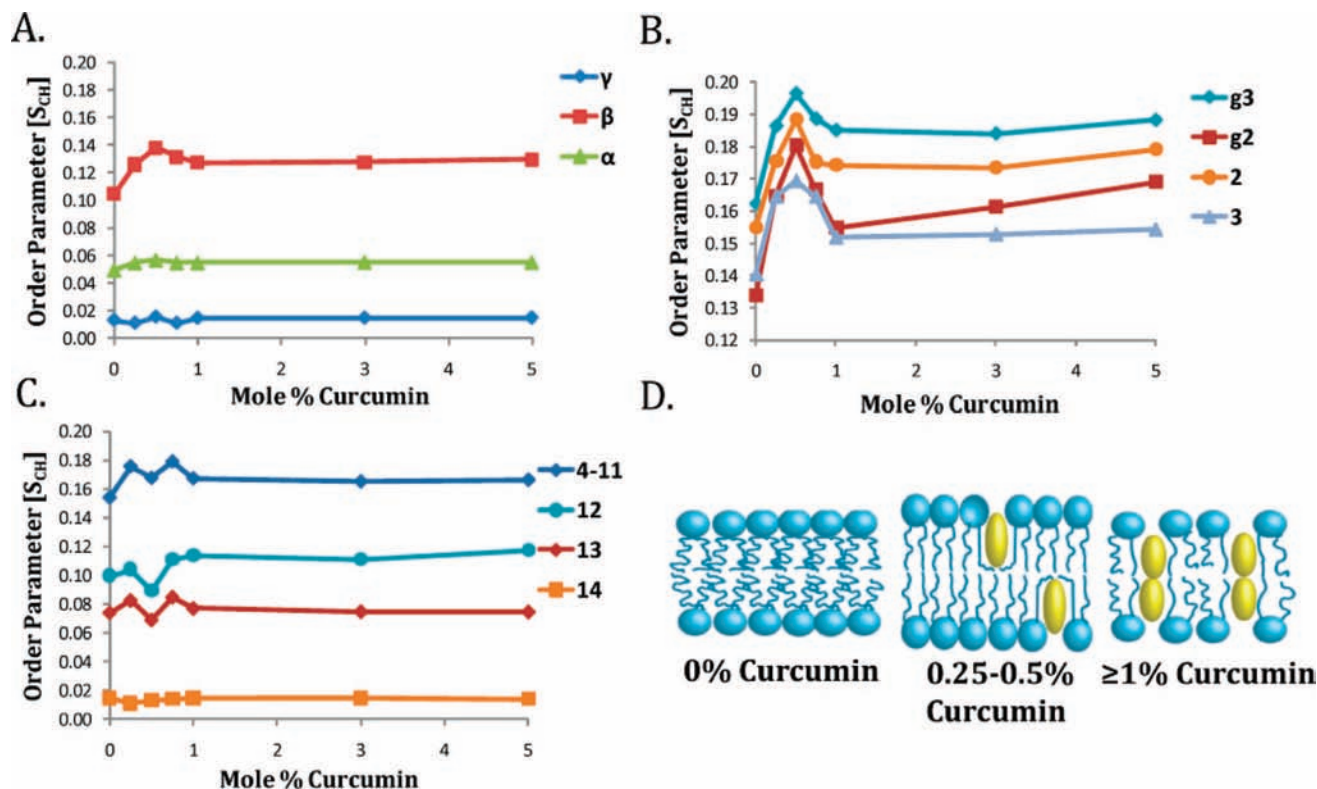 A.
Order Parameter [SCH]
0.20
0.18
0.16
0.14
0.12
0.10
0.08
0.06
0.04
0.02
0.00
0 1 2 3 4 5
Mole % Curcumin
γ
β
α
B.
Order Parameter [SCH]
0.20
0.19
0.18
0.17
0.16
0.15
0.14
0.13
0.12
0 1 2 3 4 5
Mole % Curcumin
g3
g2
2
3
C.
Order Parameter [SCH]
0.20
0.18
0.16
0.14
0.12
0.10
0.08
0.06
0.04
0.02
0.00
0 1 2 3 4 5
Mole % Curcumin
4-11
12
13
14
D.
0% Curcumin
0.25-0.5%
Curcumin
≥1% Curcumin